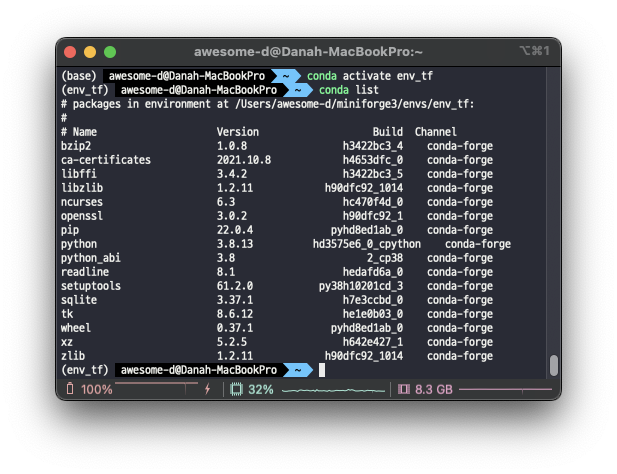 awesome-d@Danah-MacBookPro:~ ⌥⌘1
(base) awesome-d@Danah-MacBookPro ~ conda activate env_tf
(env_tf) awesome-d@Danah-MacBookPro ~ conda list
# packages in environment at /Users/awesome-d/miniforge3/envs/env_tf:
#
# Name Version Build Channel
bzip2 1.0.8 h3422bc3_4 conda-forge
ca-certificates 2021.10.8 h4653dfc_0 conda-forge
libffi 3.4.2 h3422bc3_5 conda-forge
libzlib 1.2.11 h90dfc92_1014 conda-forge
ncurses 6.3 hc470f4d_0 conda-forge
openssl 3.0.2 h90dfc92_1 conda-forge
pip 22.0.4 pyhd8ed1ab_0 conda-forge
python 3.8.13 hd3575e6_0_cpython conda-forge
python_abi 3.8 2_cp38 conda-forge
readline 8.1 hedafd6a_0 conda-forge
setuptools 61.2.0 py38h10201cd_3 conda-forge
sqlite 3.37.1 h7e3ccbd_0 conda-forge
tk 8.6.12 he1e0b03_0 conda-forge
wheel 0.37.1 pyhd8ed1ab_0 conda-forge
xz 5.2.5 h642e427_1 conda-forge
zlib 1.2.11 h90dfc92_1014 conda-forge
(env_tf) awesome-d@Danah-MacBookPro ~
100% 32% 8.3 GB